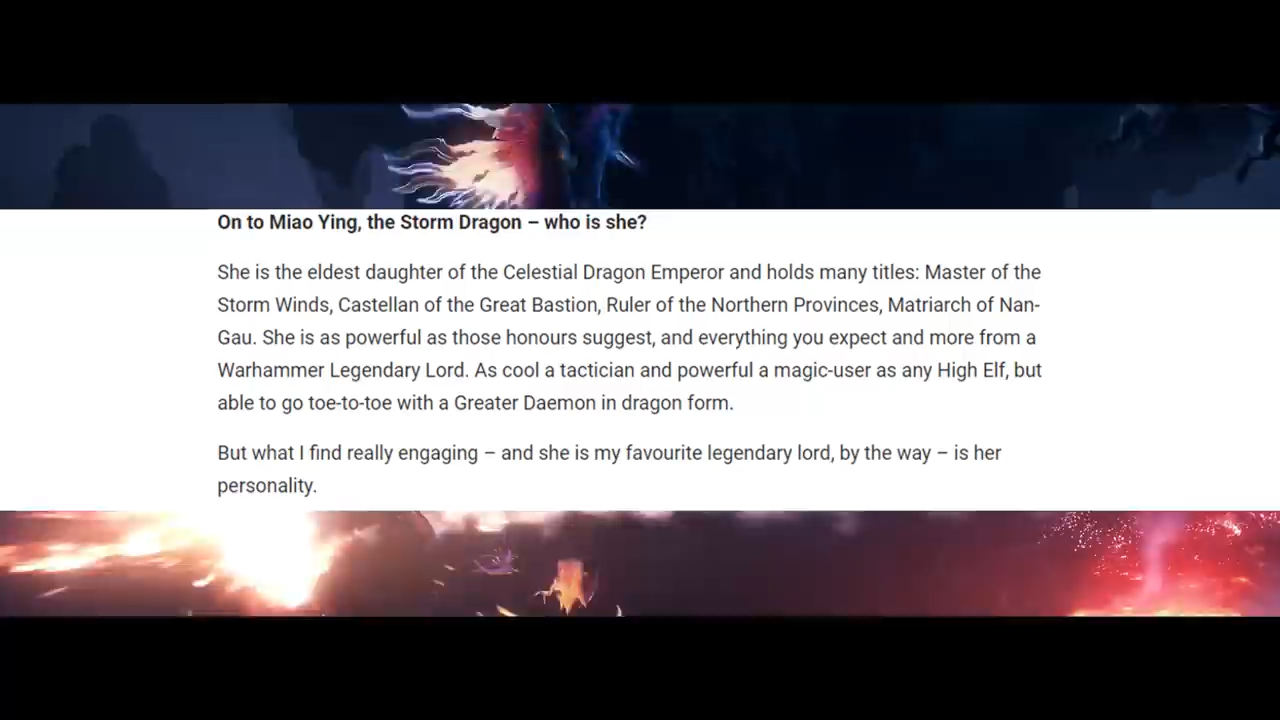 On to Miao Ying, the Storm Dragon – who is she?
She is the eldest daughter of the Celestial Dragon Emperor and holds many titles: Master of the
Storm Winds, Castellan of the Great Bastion, Ruler of the Northern Provinces, Matriarch of Nan-
Gau. She is as powerful as those honours suggest, and everything you expect and more from a
Warhammer Legendary Lord. As cool a tactician and powerful a magic-user as any High Elf, but
able to go toe-to-toe with a Greater Daemon in dragon form.
But what I find really engaging – and she is my favourite legendary lord, by the way – is her
personality.